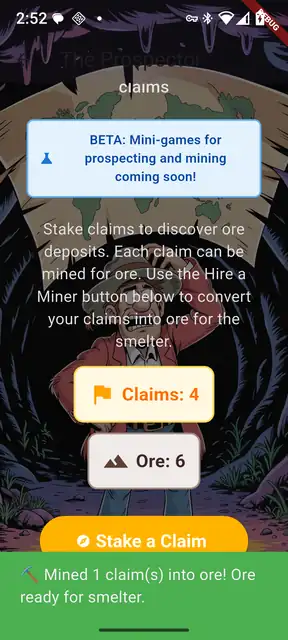 2:52
DEBUG
The Prospector
claims
BETA: Mini-games for
prospecting and mining
coming soon!
Stake claims to discover ore
deposits. Each claim can be
mined for ore. Use the Hire a
Miner button below to convert
your claims into ore for the
smelter.
Claims: 4
Ore: 6
Stake a Claim
Mined 1 claim(s) into ore! Ore
ready for smelter.